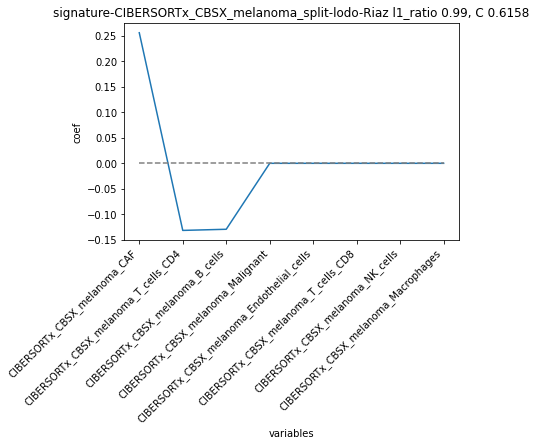 signature-CIBERSORTx_CBSX_melanoma_split-lodo-Riaz l1_ratio 0.99, C 0.6158
0.25
0.20
0.15
0.10
0.05
0.00
−0.05
−0.10
−0.15
coef
CIBERSORTx_CBSX_melanoma_CAF
CIBERSORTx_CBSX_melanoma_T_cells_CD4
CIBERSORTx_CBSX_melanoma_B_cells
CIBERSORTx_CBSX_melanoma_Malignant
CIBERSORTx_CBSX_melanoma_Endothelial_cells
CIBERSORTx_CBSX_melanoma_T_cells_CD8
CIBERSORTx_CBSX_melanoma_NK_cells
CIBERSORTx_CBSX_melanoma_Macrophages
variables